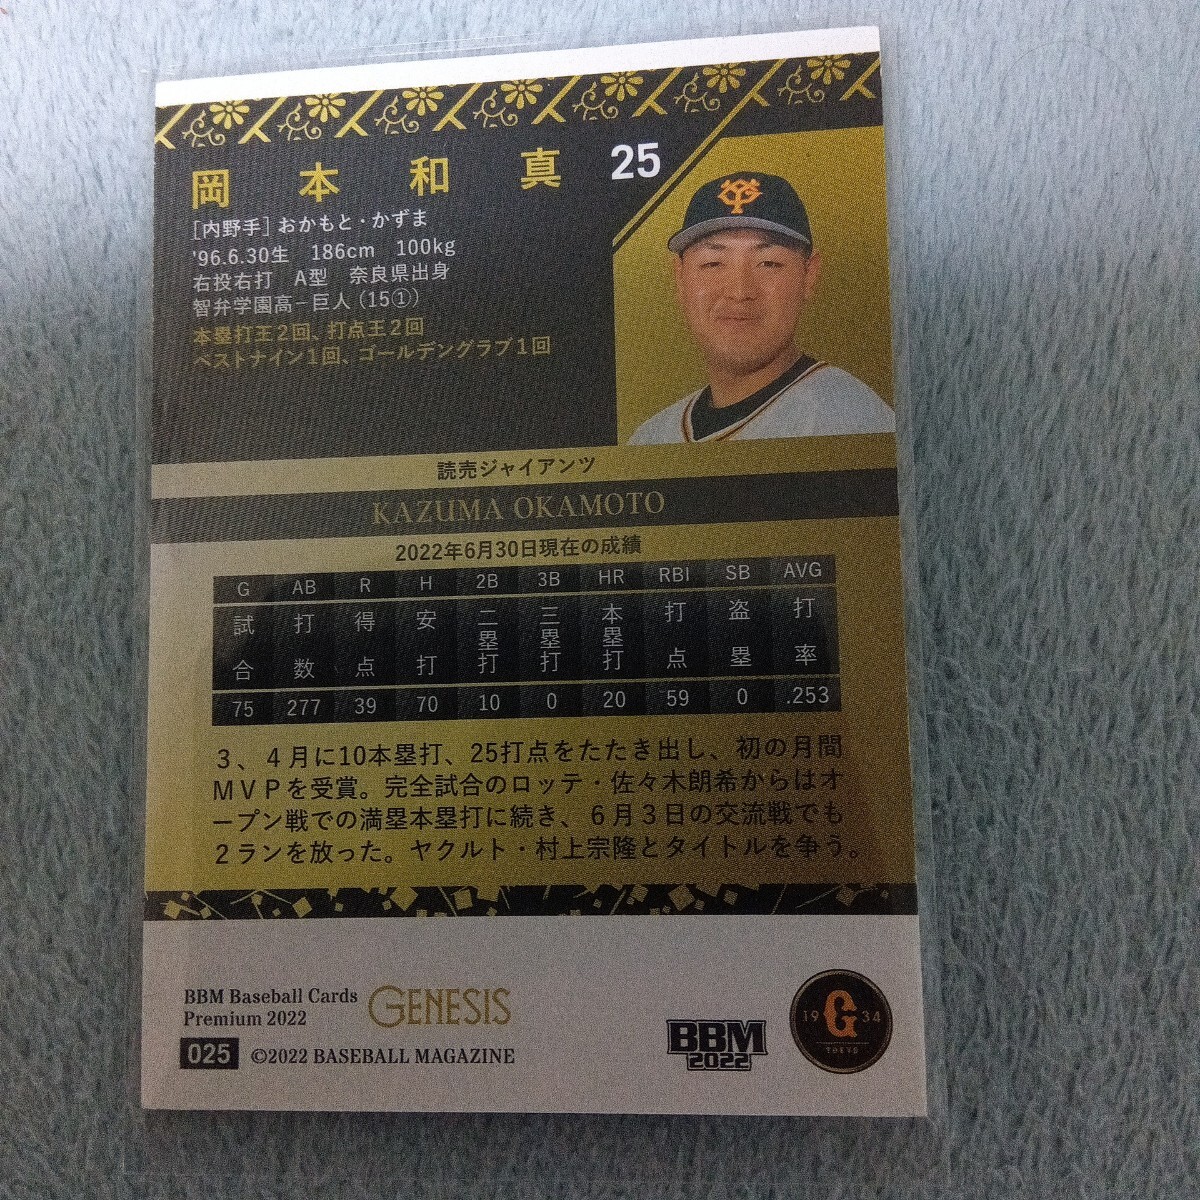 岡本和真 25
YG
[内野手] おかもと・かずま
'96.6.30生 186cm 100kg
右投右打 A型 奈良県出身
智弁学園高－巨人（15①）
本塁打王2回、打点王2回
ベストナイン1回、ゴールデングラブ1回
読売ジャイアンツ
KAZUMA OKAMOTO
2022年6月30日現在の成績
G AB R H 2B 3B HR RBI SB AVG
試合 打数 得点 安打 二塁打 三塁打 本塁打 打点 盗塁 打率
75 277 39 70 10 0 20 59 0 .253
３、４月に10本塁打、25打点をたたき出し、初の月間
ＭＶＰを受賞。完全試合のロッテ・佐々木朗希からはオ
ープン戦での満塁本塁打に続き、６月３日の交流戦でも
２ランを放った。ヤクルト・村上宗隆とタイトルを争う。
BBM Baseball Cards
Premium 2022
GENESIS
025 ©2022 BASEBALL MAGAZINE
BBM
2022
19 G 34
TOKYO